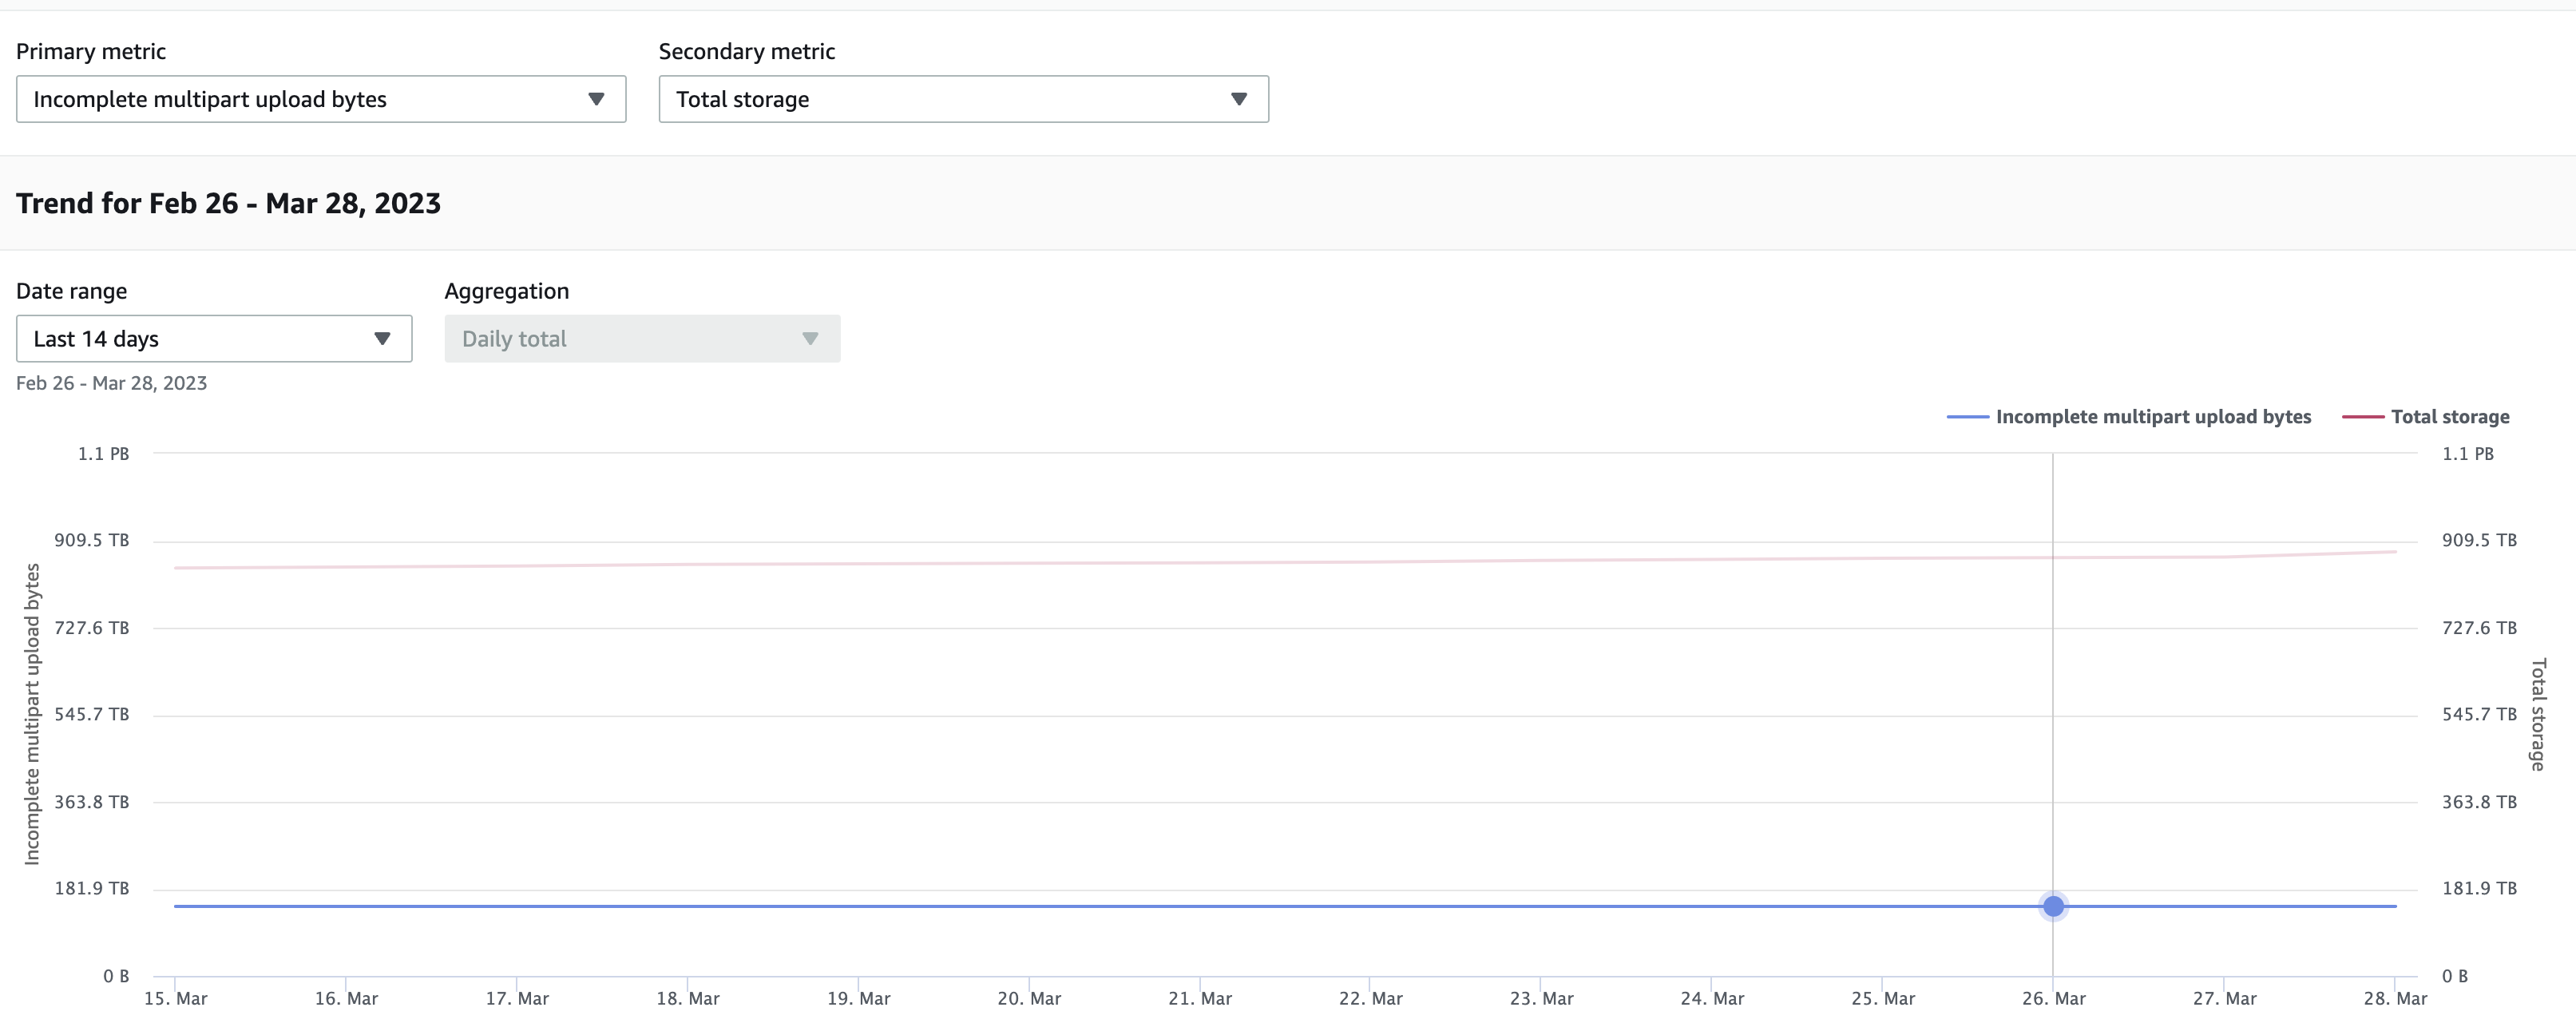 Primary metric
Secondary metric
Incomplete multipart upload bytes
Total storage
Trend for Feb 26 - Mar 28, 2023
Date range
Aggregation
Last 14 days
Daily total
Feb 26 - Mar 28, 2023
Incomplete multipart upload bytes
Total storage
1.1 PB
909.5 TB
727.6 TB
545.7 TB
363.8 TB
181.9 TB
0 B
Incomplete multipart upload bytes
1.1 PB
909.5 TB
727.6 TB
545.7 TB
363.8 TB
181.9 TB
0 B
Total storage
15. Mar
16. Mar
17. Mar
18. Mar
19. Mar
20. Mar
21. Mar
22. Mar
23. Mar
24. Mar
25. Mar
26. Mar
27. Mar
28. Mar